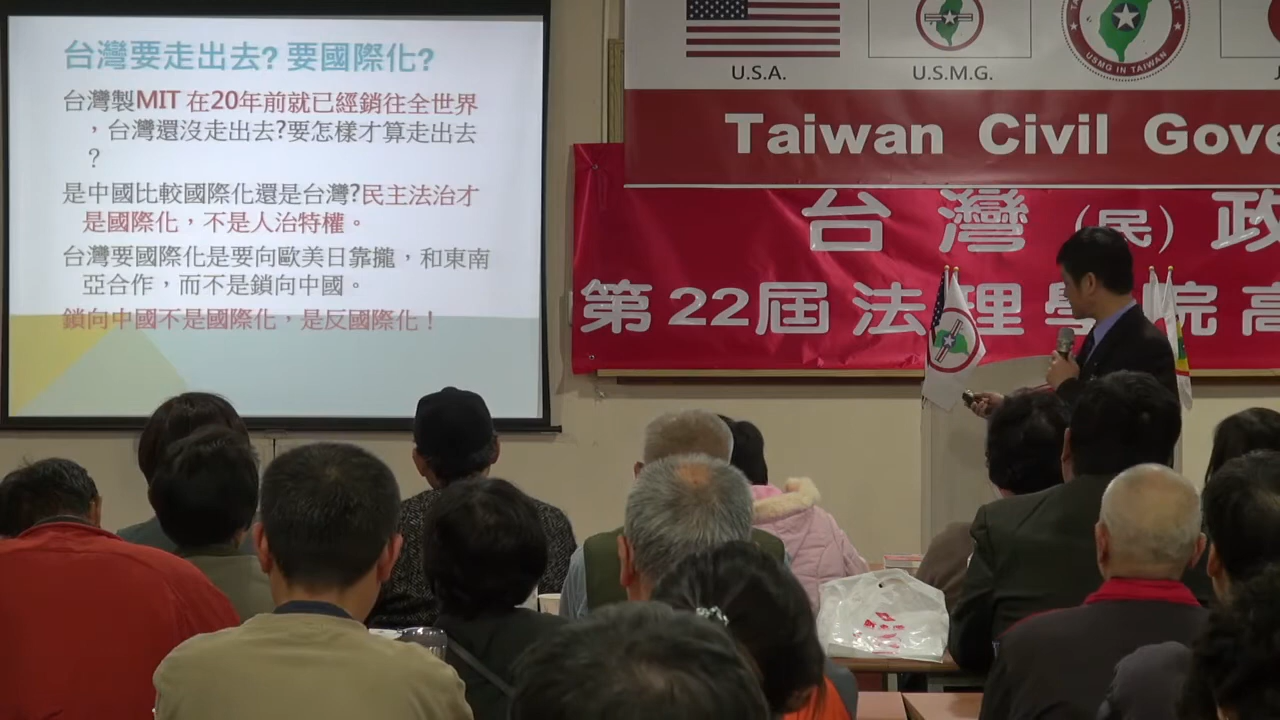 台灣要走出去? 要國際化?
台灣製MIT 在20年前就已經銷往全世界
，台灣還沒走出去?要怎樣才算走出去
？
是中國比較國際化還是台灣?民主法治才
是國際化，不是人治特權。
台灣要國際化是要向歐美日靠攏，和東南
亞合作，而不是鎖向中國。
鎖向中國不是國際化，是反國際化！
U.S.A.
U.S.M.G.
USMG IN TAIWAN
J
Taiwan Civil Gove
台灣（民）政
第22屆法理學院高